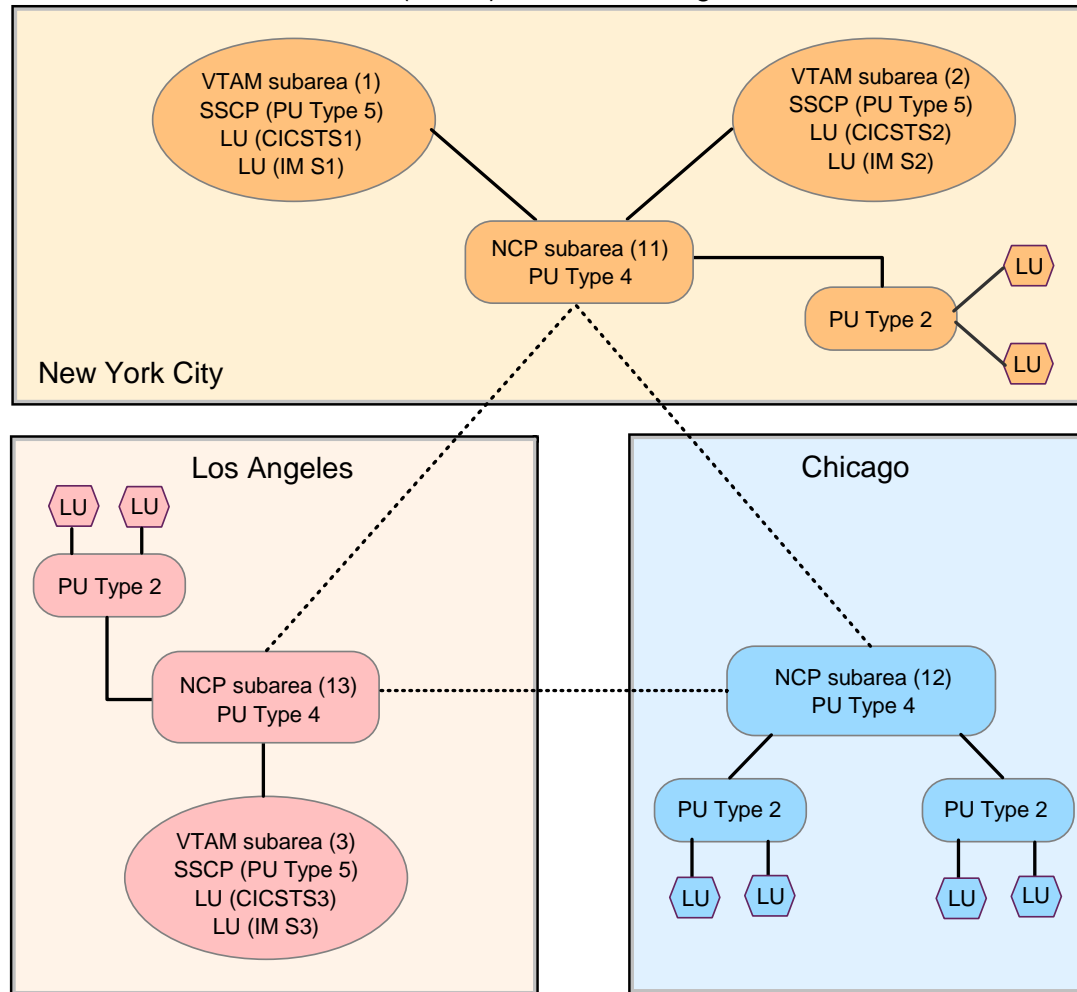 VTAM subarea (1)
SSCP (PU Type 5)
LU (CICSTS1)
LU (IM S1)
VTAM subarea (2)
SSCP (PU Type 5)
LU (CICSTS2)
LU (IM S2)
NCP subarea (11)
PU Type 4
LU
PU Type 2
LU
New York City
Los Angeles
LU
LU
PU Type 2
NCP subarea (13)
PU Type 4
VTAM subarea (3)
SSCP (PU Type 5)
LU (CICSTS3)
LU (IM S3)
Chicago
NCP subarea (12)
PU Type 4
PU Type 2
PU Type 2
LU
LU
LU
LU